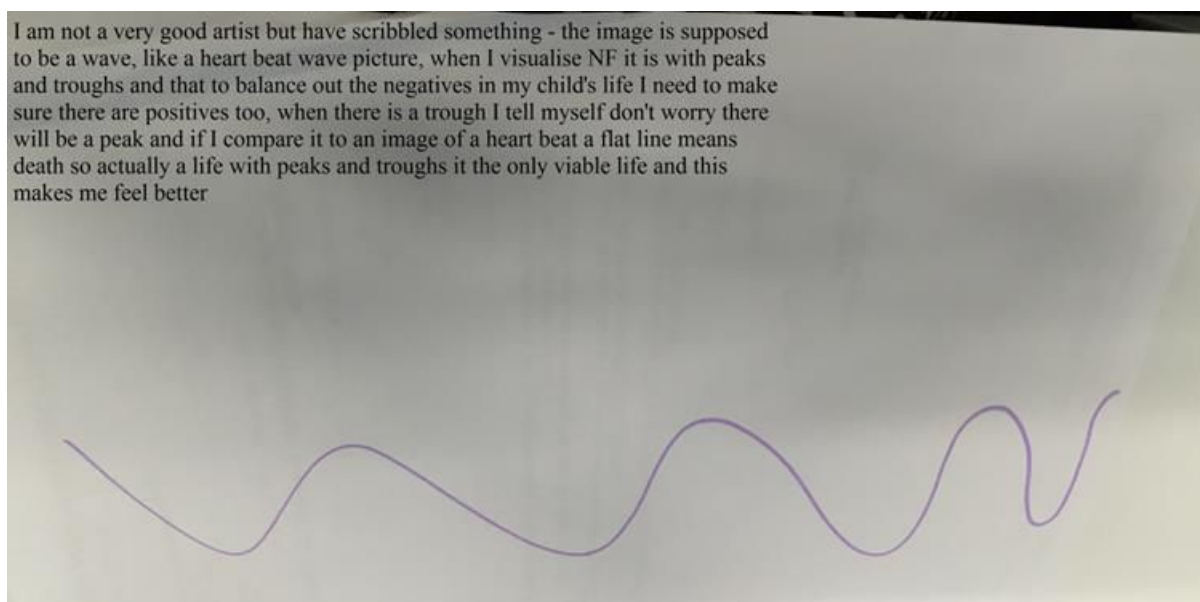 I am not a very good artist but have scribbled something - the image is supposed
to be a wave, like a heart beat wave picture, when I visualise NF it is with peaks
and troughs and that to balance out the negatives in my child's life I need to make
sure there are positives too, when there is a trough I tell myself don't worry there
will be a peak and if I compare it to an image of a heart beat a flat line means
death so actually a life with peaks and troughs it the only viable life and this
makes me feel better